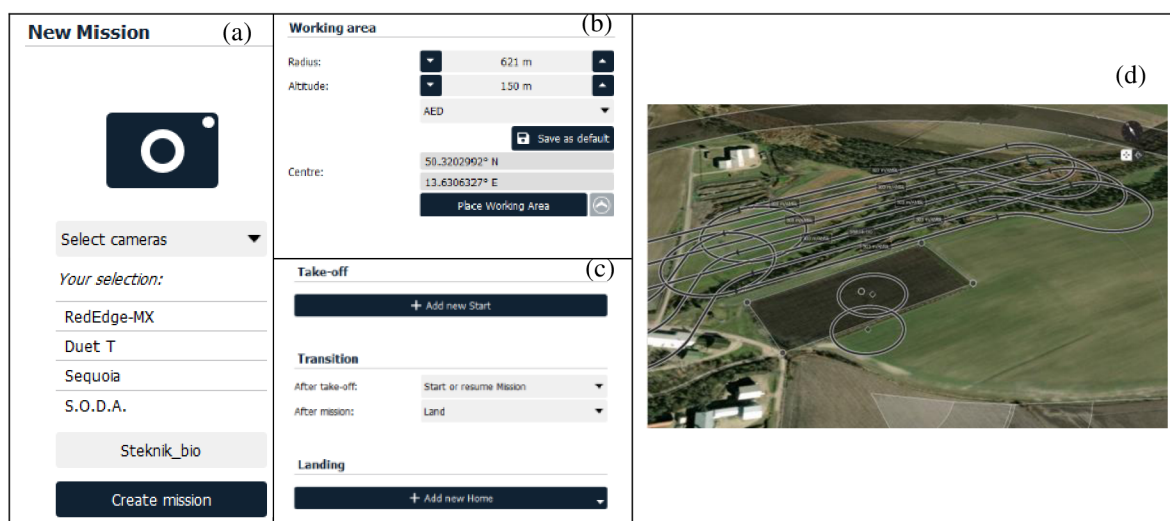 New Mission
(a)
Select cameras
Your selection:
RedEdge-MX
Duet T
Sequoia
S.O.D.A.
Steknik_bio
Create mission
Working area
(b)
Radius:
621 m
Altitude:
150 m
AED
Save as default
Centre:
50.3202992° N
13.6306327° E
Place Working Area
Take-off
(c)
+ Add new Start
Transition
After take-off:
Start or resume Mission
After mission:
Land
Landing
+ Add new Home
(d)